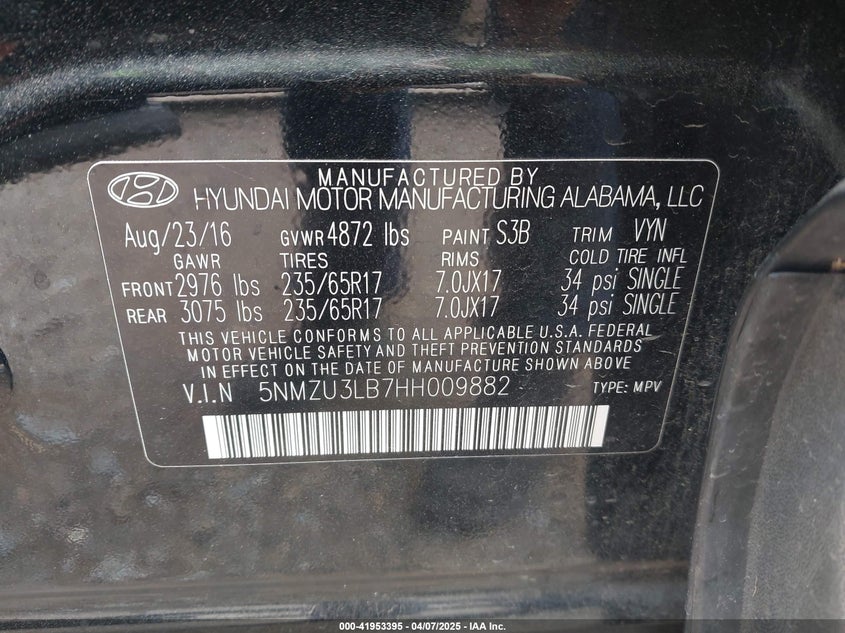 MANUFACTURED BY
HYUNDAI MOTOR MANUFACTURING ALABAMA, LLC
Aug/23/16 GVWR 4872 lbs PAINT S3B TRIM VYN
GAWR TIRES RIMS COLD TIRE INFL
FRONT 2976 lbs 235/65R17 7.0JX17 34 psi SINGLE
REAR 3075 lbs 235/65R17 7.0JX17 34 psi SINGLE
THIS VEHICLE CONFORMS TO ALL APPLICABLE U.S.A. FEDERAL
MOTOR VEHICLE SAFETY AND THEFT PREVENTION STANDARDS
IN EFFECT ON THE DATE OF MANUFACTURE SHOWN ABOVE
V.I.N 5NMZU3LB7HH009882 TYPE: MPV
000-41953395 - 04/07/2025 - IAA Inc.